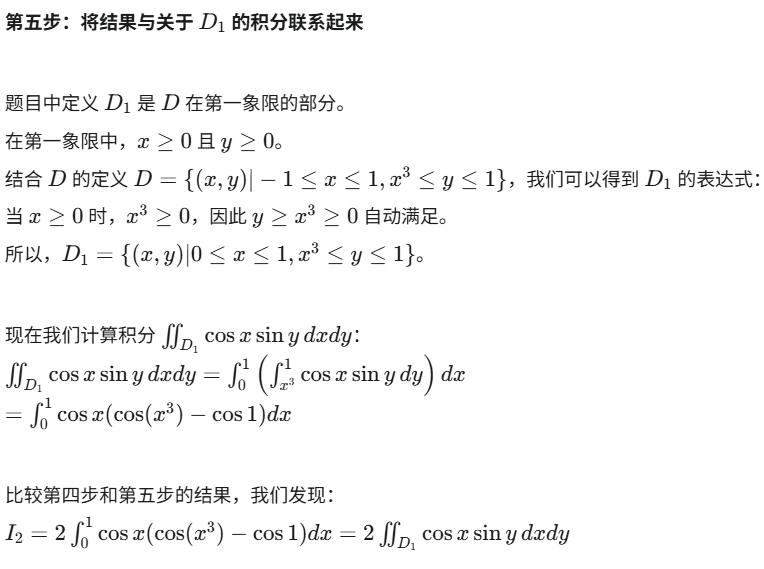 第五步：将结果与关于 $D_1$ 的积分联系起来
题目中定义 $D_1$ 是 $D$ 在第一象限的部分。
在第一象限中，$x \geq 0$ 且 $y \geq 0$。
结合 $D$ 的定义 $D = \{(x, y)| -1 \leq x \leq 1, x^3 \leq y \leq 1\}$，我们可以得到 $D_1$ 的表达式：
当 $x \geq 0$ 时，$x^3 \geq 0$，因此 $y \geq x^3 \geq 0$ 自动满足。
所以，$D_1 = \{(x, y)|0 \leq x \leq 1, x^3 \leq y \leq 1\}$。
现在我们计算积分 $\iint_{D_1} \cos x \sin y \, dxdy$：
$\iint_{D_1} \cos x \sin y \, dxdy = \int_0^1 \left( \int_{x^3}^1 \cos x \sin y \, dy \right) dx$
$= \int_0^1 \cos x (\cos(x^3) - \cos 1) dx$
比较第四步和第五步的结果，我们发现：
$I_2 = 2 \int_0^1 \cos x (\cos(x^3) - \cos 1) dx = 2 \iint_{D_1} \cos x \sin y \, dxdy$